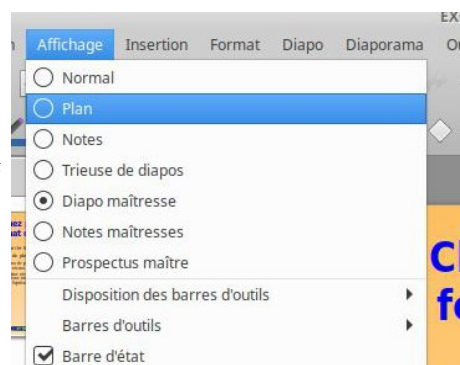 EX
Affichage Insertion Format Diapo Diaporama
Normal
Plan
Notes
Trieuse de diapos
Diapo maîtresse
Notes maîtresses
Prospectus maître
Disposition des barres d'outils
Barres d'outils
Barre d'état